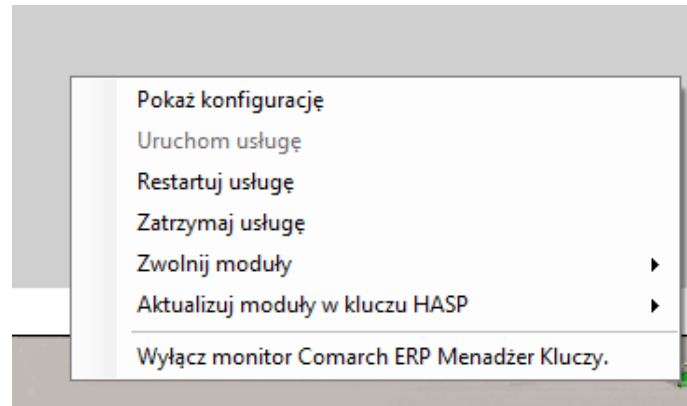 Pokaż konfigurację
Uruchom usługę
Restartuj usługę
Zatrzymaj usługę
Zwolnij moduły
Aktualizuj moduły w kluczu HASP
Wyłącz monitor Comarch ERP Menadżer Kluczy.